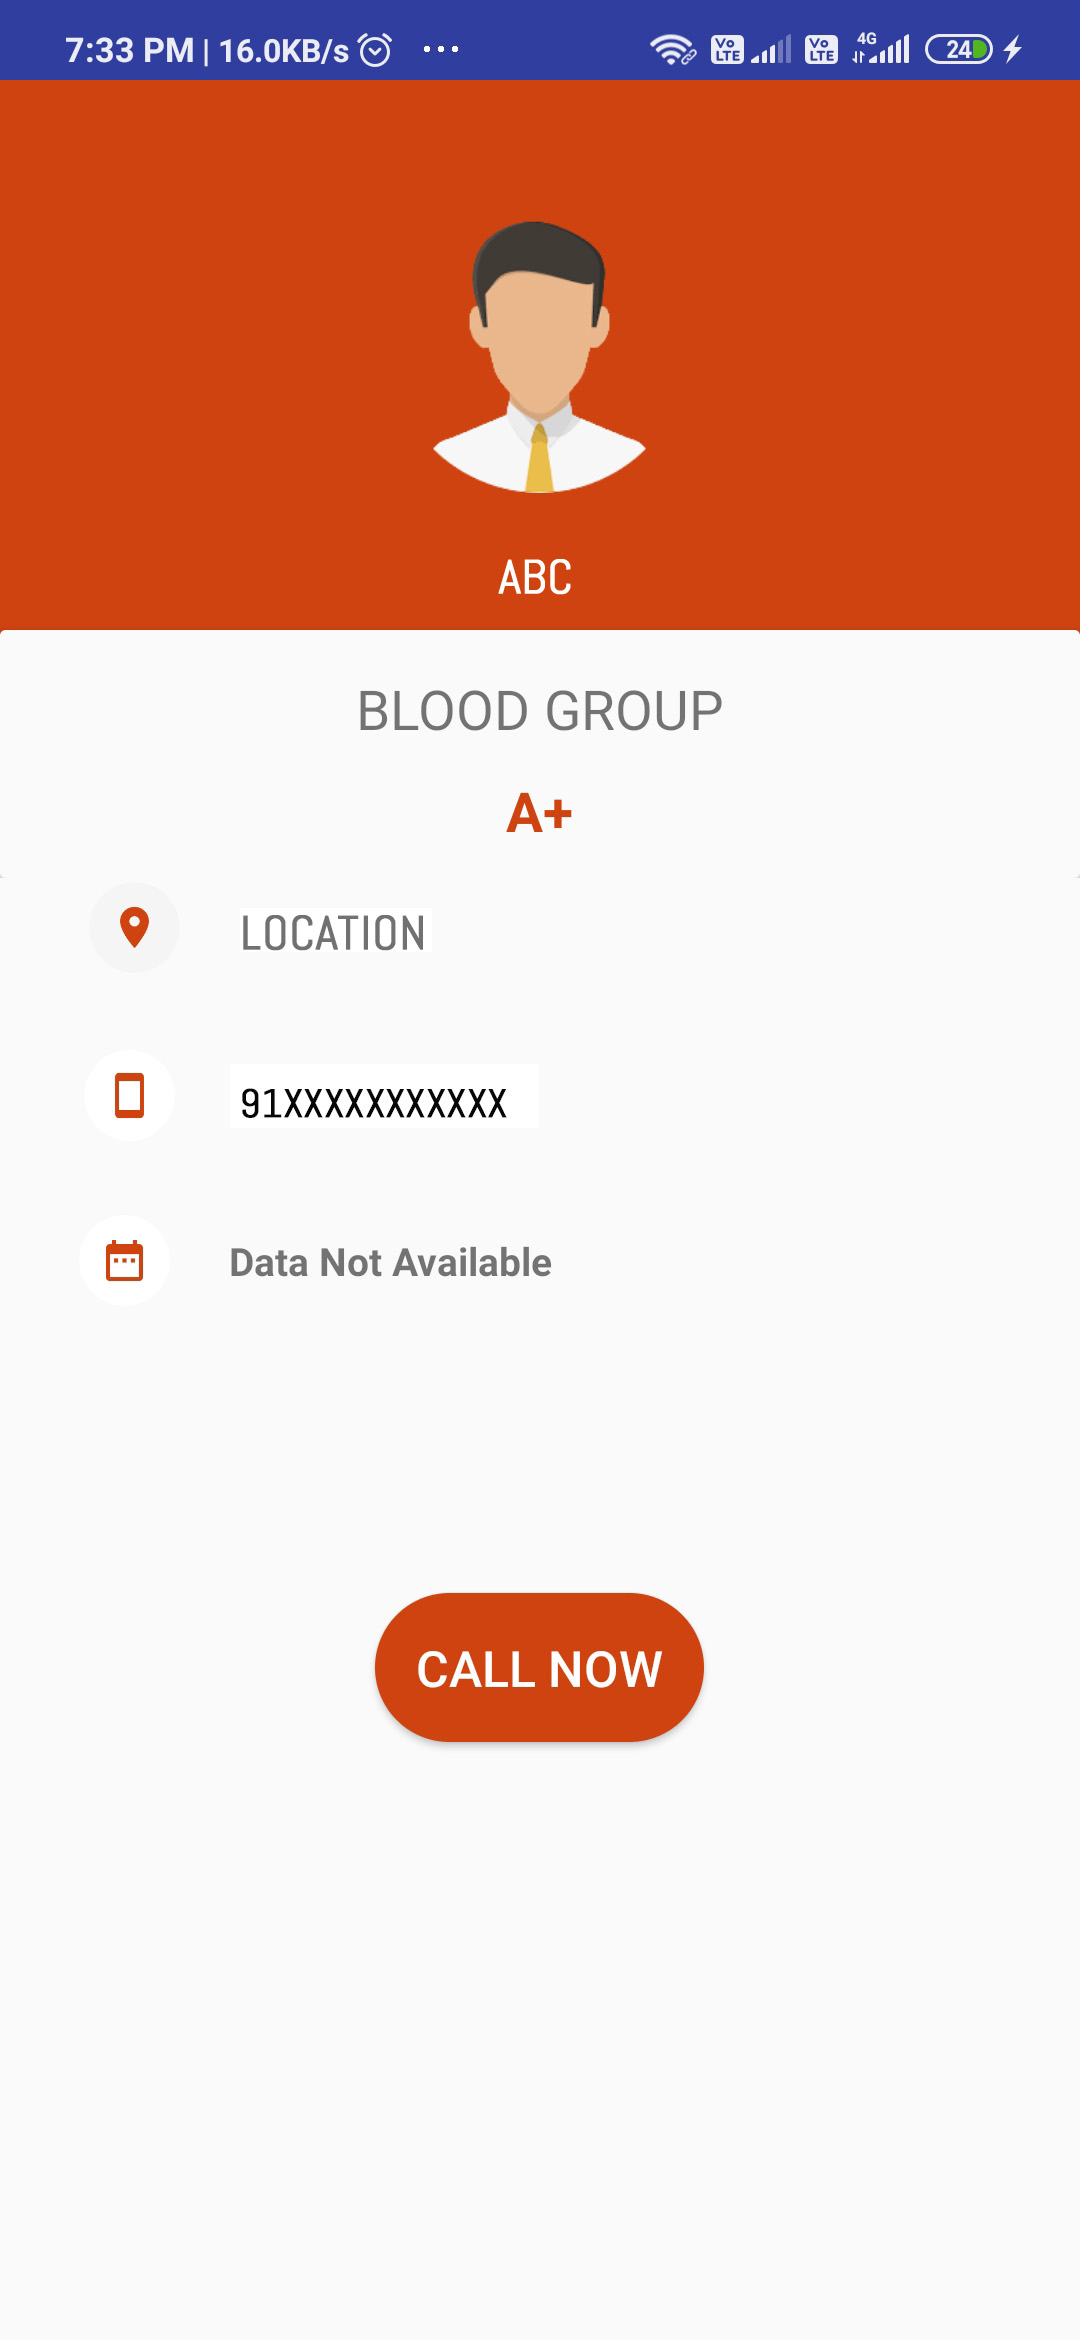 7:33 PM | 16.0KB/s ... Vo LTE Vo LTE 4G 24
ABC
BLOOD GROUP
A+
LOCATION
91XXXXXXXXXXX
Data Not Available
CALL NOW